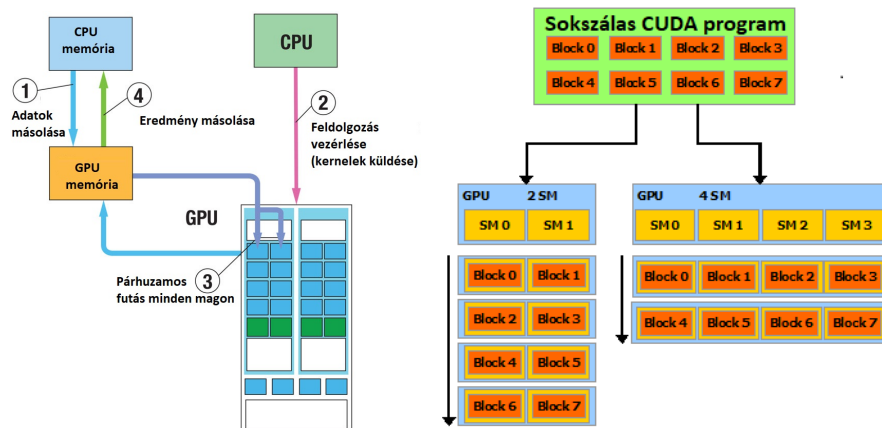 CPU
memória
1
4
Adatok
másolása
Eredmény másolása
GPU
memória
CPU
2
Feldolgozás
vezérlése
(kernelek küldése)
GPU
3
Párhuzamos
futás minden magon
Sokszálas CUDA program
Block 0 Block 1 Block 2 Block 3
Block 4 Block 5 Block 6 Block 7
GPU 2 SM
SM 0 SM 1
Block 0 Block 1
Block 2 Block 3
Block 4 Block 5
Block 6 Block 7
GPU 4 SM
SM 0 SM 1 SM 2 SM 3
Block 0 Block 1 Block 2 Block 3
Block 4 Block 5 Block 6 Block 7